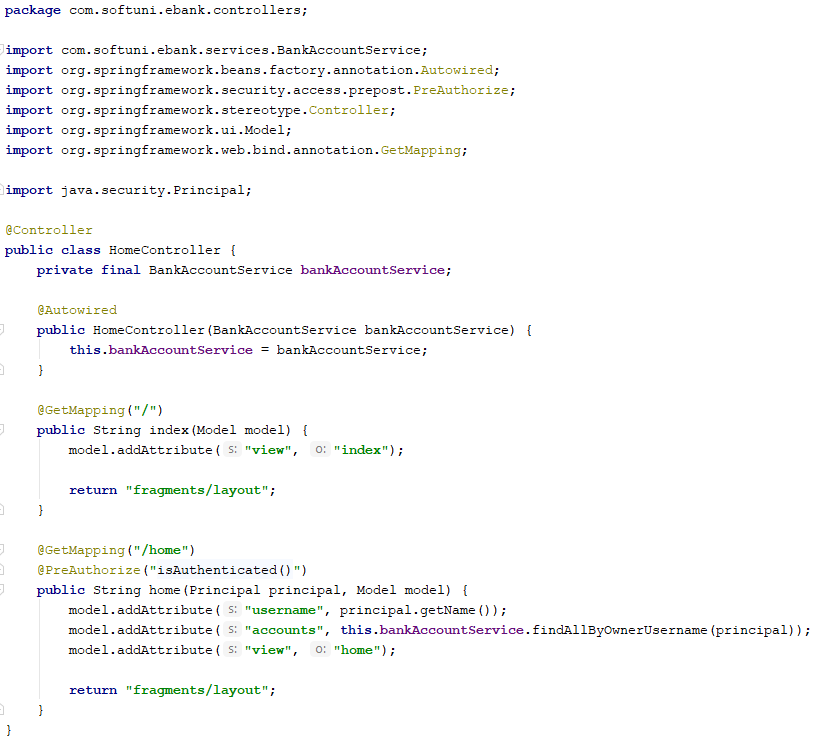 package com.softuni.ebank.controllers;
import com.softuni.ebank.services.BankAccountService;
import org.springframework.beans.factory.annotation.Autowired;
import org.springframework.security.access.prepost.PreAuthorize;
import org.springframework.stereotype.Controller;
import org.springframework.ui.Model;
import org.springframework.web.bind.annotation.GetMapping;
import java.security.Principal;
@Controller
public class HomeController {
    private final BankAccountService bankAccountService;
    @Autowired
    public HomeController(BankAccountService bankAccountService) {
        this.bankAccountService = bankAccountService;
    }
    @GetMapping("/")
    public String index(Model model) {
        model.addAttribute( s: "view", o: "index");
        return "fragments/layout";
    }
    @GetMapping("/home")
    @PreAuthorize("isAuthenticated()")
    public String home(Principal principal, Model model) {
        model.addAttribute( s: "username", principal.getName());
        model.addAttribute( s: "accounts", this.bankAccountService.findAllByOwnerUsername(principal));
        model.addAttribute( s: "view", o: "home");
        return "fragments/layout";
    }
}